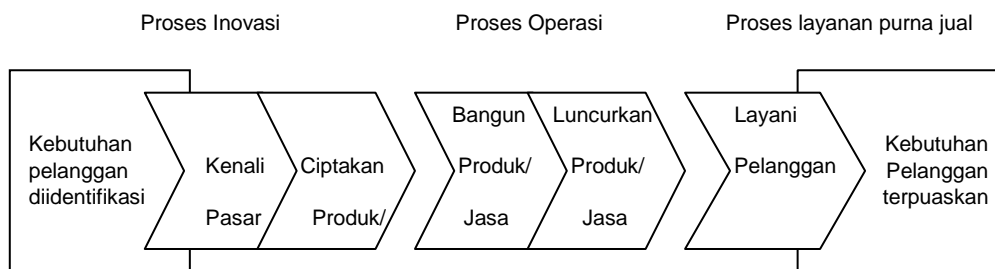 Proses Inovasi
Proses Operasi
Proses layanan purna jual
Kebutuhan
pelanggan
diidentifikasi
Kenali
Pasar
Ciptakan
Produk/
Bangun
Produk/
Jasa
Luncurkan
Produk/
Jasa
Layani
Pelanggan
Kebutuhan
Pelanggan
terpuaskan